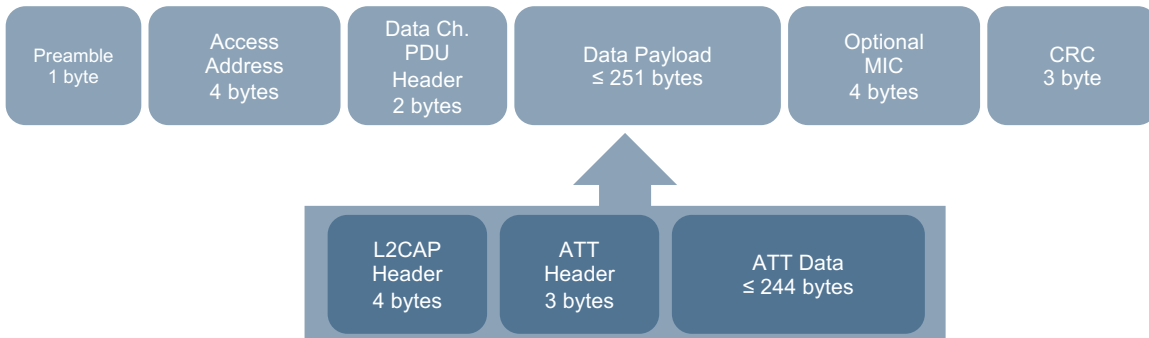 Preamble
1 byte
Access
Address
4 bytes
Data Ch.
PDU
Header
2 bytes
Data Payload
≤ 251 bytes
Optional
MIC
4 bytes
CRC
3 byte
L2CAP
Header
4 bytes
ATT
Header
3 bytes
ATT Data
≤ 244 bytes